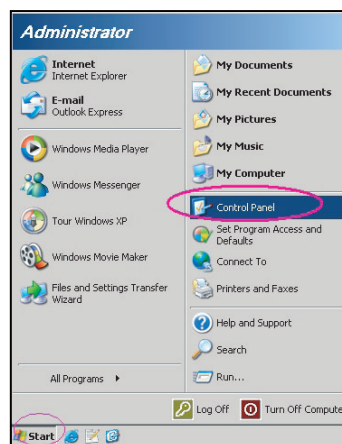 Administrator
Internet
Internet Explorer
E-mail
Outlook Express
Windows Media Player
Windows Messenger
Tour Windows XP
Windows Movie Maker
Files and Settings Transfer
Wizard
All Programs
My Documents
My Recent Documents
My Pictures
My Music
My Computer
Control Panel
Set Program Access and
Defaults
Connect To
Printers and Faxes
Help and Support
Search
Run...
Log Off
Turn Off Compute
Start